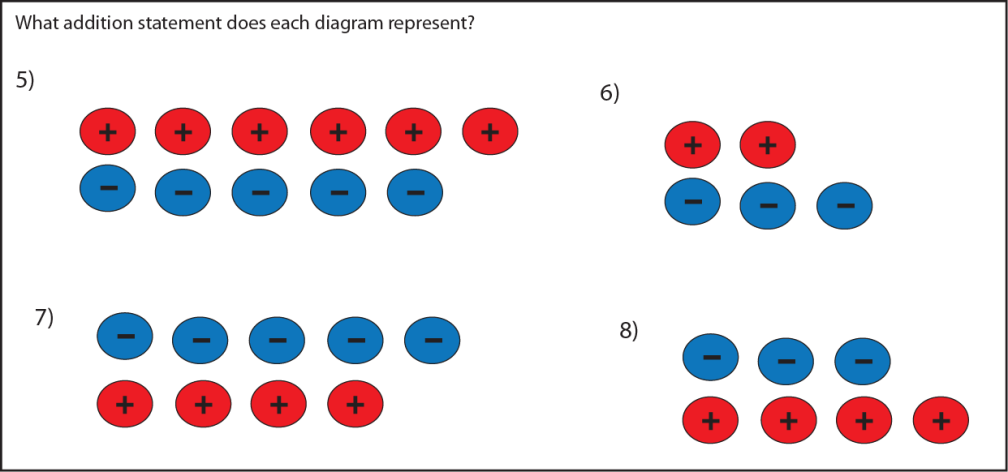 What addition statement does each diagram represent?
5)
+ + + + + +
- - - - -
6)
+ +
- - -
7)
- - - - -
+ + + +
8)
- - -
+ + + +